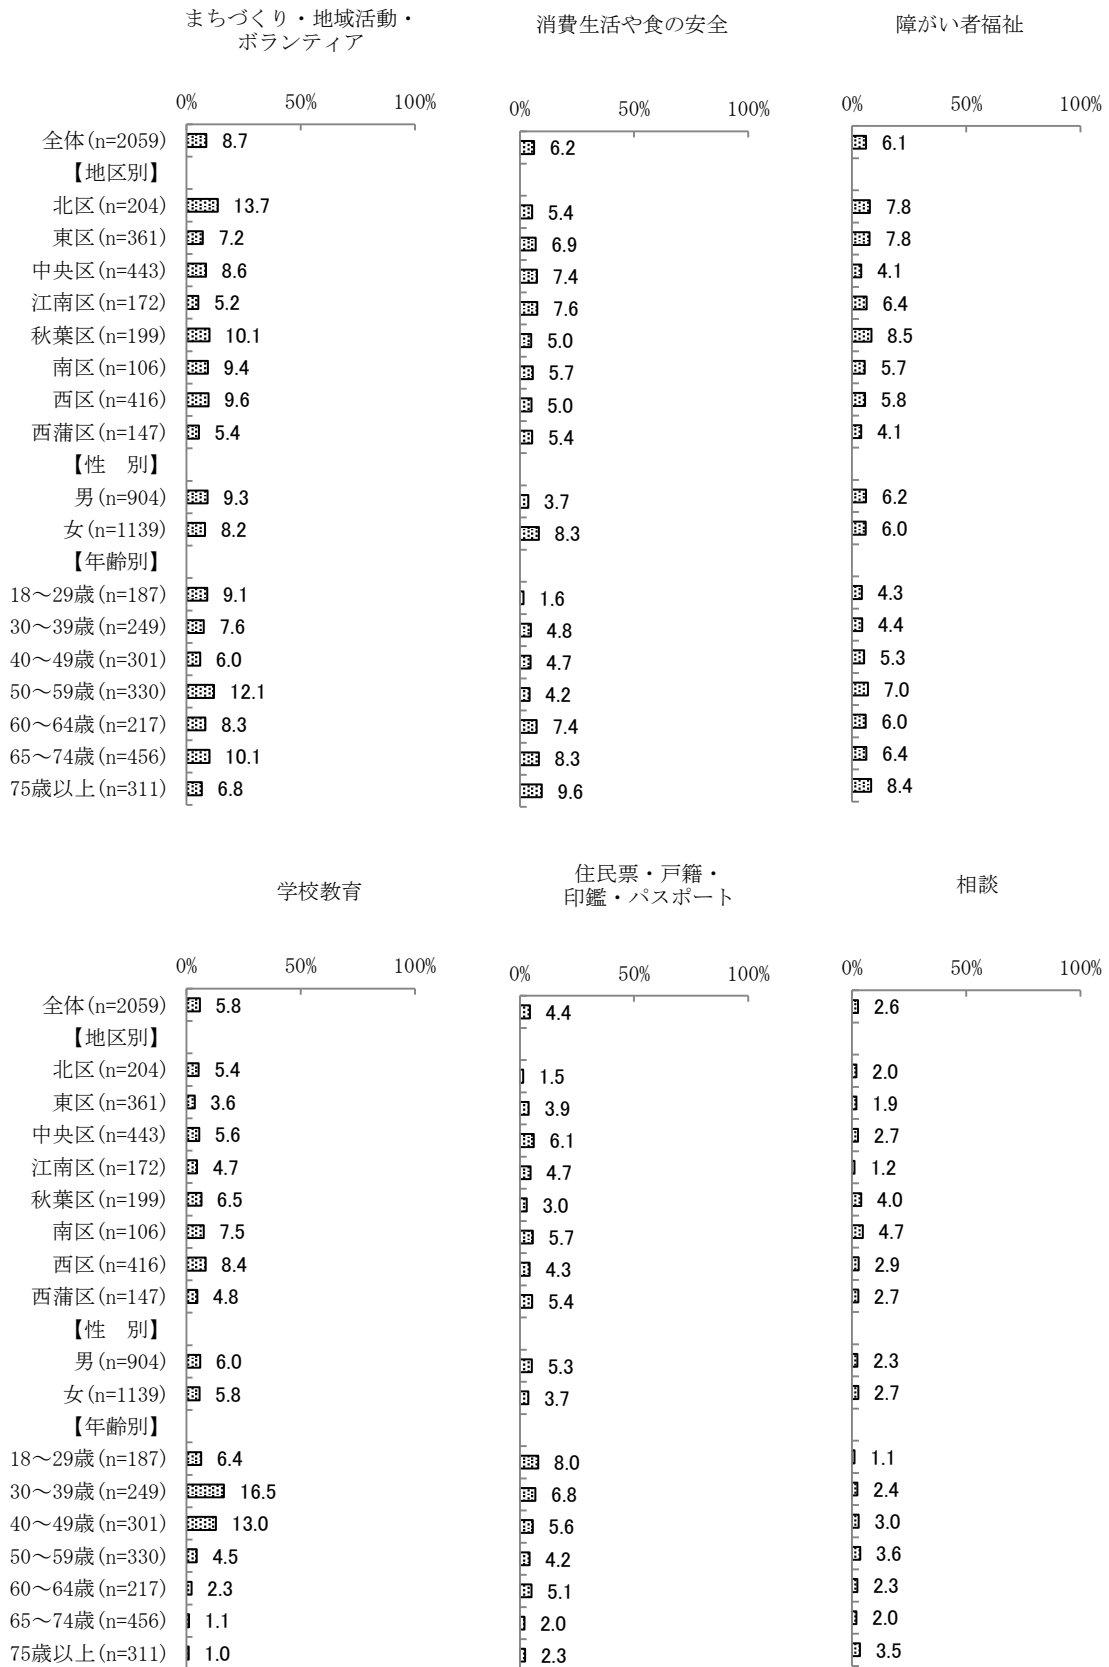 まちづくり・地域活動・
ボランティア
消費生活や食の安全
障がい者福祉
0% 50% 100% 0% 50% 100% 0% 50% 100%
全体(n=2059) 8.7 6.2 6.1
【地区別】
北区(n=204) 13.7 5.4 7.8
東区(n=361) 7.2 6.9 7.8
中央区(n=443) 8.6 7.4 4.1
江南区(n=172) 5.2 7.6 6.4
秋葉区(n=199) 10.1 5.0 8.5
南区(n=106) 9.4 5.7 5.7
西区(n=416) 9.6 5.0 5.8
西蒲区(n=147) 5.4 5.4 4.1
【性　別】
男(n=904) 9.3 3.7 6.2
女(n=1139) 8.2 8.3 6.0
【年齢別】
18～29歳(n=187) 9.1 1.6 4.3
30～39歳(n=249) 7.6 4.8 4.4
40～49歳(n=301) 6.0 4.7 5.3
50～59歳(n=330) 12.1 4.2 7.0
60～64歳(n=217) 8.3 7.4 6.0
65～74歳(n=456) 10.1 8.3 6.4
75歳以上(n=311) 6.8 9.6 8.4
学校教育
住民票・戸籍・
印鑑・パスポート
相談
0% 50% 100% 0% 50% 100% 0% 50% 100%
全体(n=2059) 5.8 4.4 2.6
【地区別】
北区(n=204) 5.4 1.5 2.0
東区(n=361) 3.6 3.9 1.9
中央区(n=443) 5.6 6.1 2.7
江南区(n=172) 4.7 4.7 1.2
秋葉区(n=199) 6.5 3.0 4.0
南区(n=106) 7.5 5.7 4.7
西区(n=416) 8.4 4.3 2.9
西蒲区(n=147) 4.8 5.4 2.7
【性　別】
男(n=904) 6.0 5.3 2.3
女(n=1139) 5.8 3.7 2.7
【年齢別】
18～29歳(n=187) 6.4 8.0 1.1
30～39歳(n=249) 16.5 6.8 2.4
40～49歳(n=301) 13.0 5.6 3.0
50～59歳(n=330) 4.5 4.2 3.6
60～64歳(n=217) 2.3 5.1 2.3
65～74歳(n=456) 1.1 2.0 2.0
75歳以上(n=311) 1.0 2.3 3.5